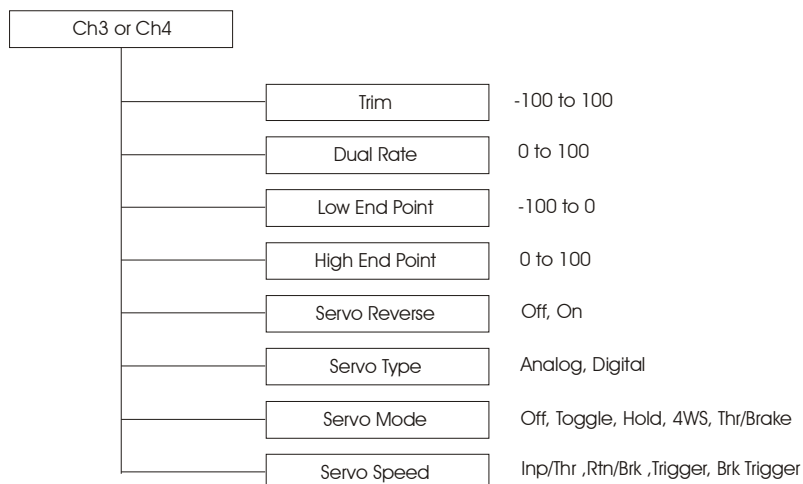 Ch3 or Ch4
Trim -100 to 100
Dual Rate 0 to 100
Low End Point -100 to 0
High End Point 0 to 100
Servo Reverse Off, On
Servo Type Analog, Digital
Servo Mode Off, Toggle, Hold, 4WS, Thr/Brake
Servo Speed Inp/Thr ,Rtn/Brk ,Trigger, Brk Trigger